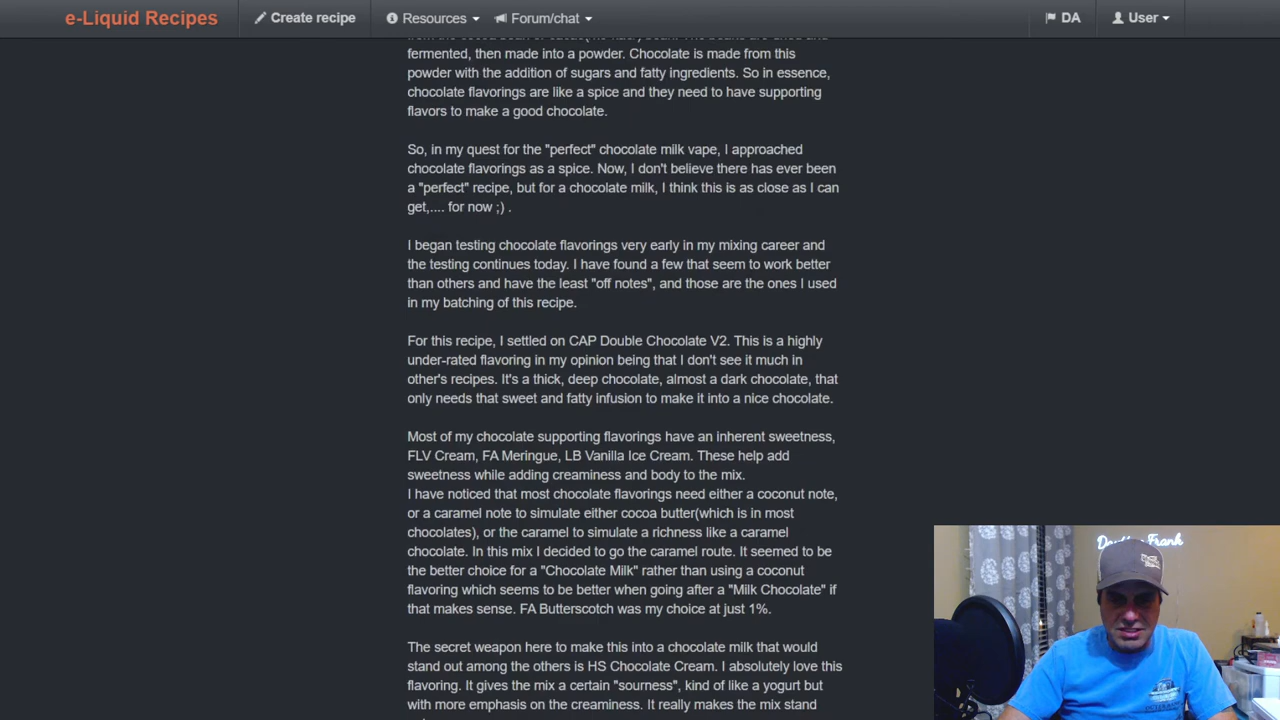 e-Liquid Recipes
Create recipe
Resources
Forum/chat
DA
User
fermented, then made into a powder. Chocolate is made from this
powder with the addition of sugars and fatty ingredients. So in essence,
chocolate flavorings are like a spice and they need to have supporting
flavors to make a good chocolate.
So, in my quest for the "perfect" chocolate milk vape, I approached
chocolate flavorings as a spice. Now, I don't believe there has ever been
a "perfect" recipe, but for a chocolate milk, I think this is as close as I can
get,.... for now ;) .
I began testing chocolate flavorings very early in my mixing career and
the testing continues today. I have found a few that seem to work better
than others and have the least "off notes", and those are the ones I used
in my batching of this recipe.
For this recipe, I settled on CAP Double Chocolate V2. This is a highly
under-rated flavoring in my opinion being that I don't see it much in
other's recipes. It's a thick, deep chocolate, almost a dark chocolate, that
only needs that sweet and fatty infusion to make it into a nice chocolate.
Most of my chocolate supporting flavorings have an inherent sweetness,
FLV Cream, FA Meringue, LB Vanilla Ice Cream. These help add
sweetness while adding creaminess and body to the mix.
I have noticed that most chocolate flavorings need either a coconut note,
or a caramel note to simulate either cocoa butter(which is in most
chocolates), or the caramel to simulate a richness like a caramel
chocolate. In this mix I decided to go the caramel route. It seemed to be
the better choice for a "Chocolate Milk" rather than using a coconut
flavoring which seems to be better when going after a "Milk Chocolate" if
that makes sense. FA Butterscotch was my choice at just 1%.
The secret weapon here to make this into a chocolate milk that would
stand out among the others is HS Chocolate Cream. I absolutely love this
flavoring. It gives the mix a certain "sourness", kind of like a yogurt but
with more emphasis on the creaminess. It really makes the mix stand
Frank